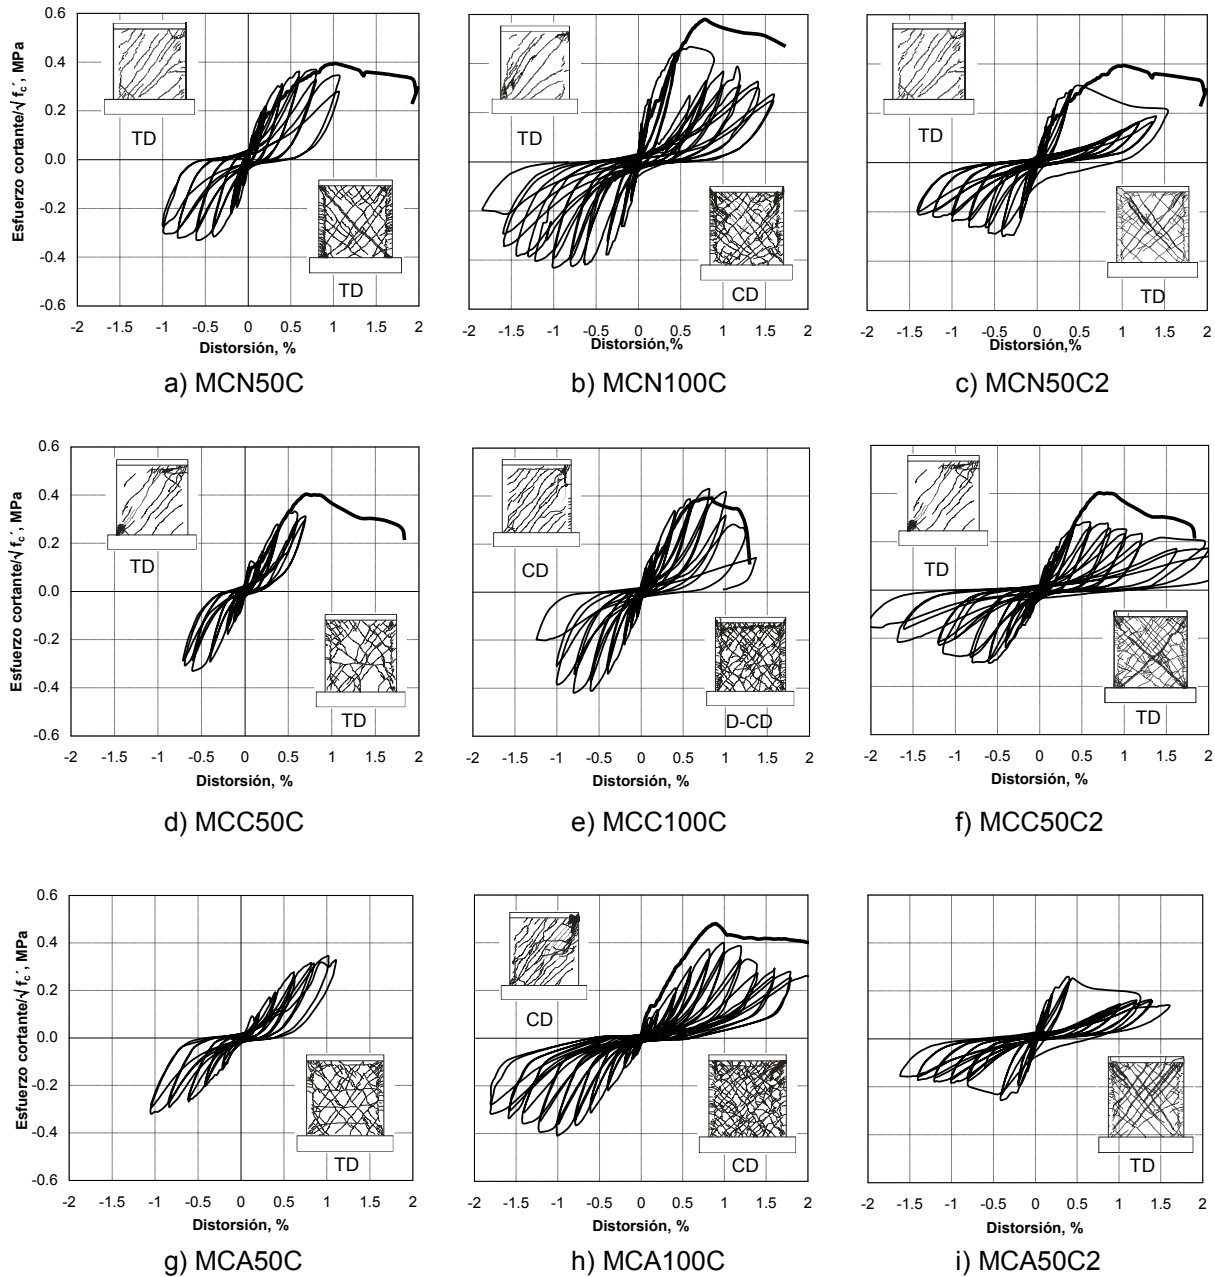 Esfuerzo cortante/√f_c´, MPa
0.6
0.4
0.2
0.0
-0.2
-0.4
-0.6
TD
TD
-2 -1.5 -1 -0.5 0 0.5 1 1.5 2
Distorsión, %
a) MCN50C
TD
CD
-2 -1.5 -1 -0.5 0 0.5 1 1.5 2
Distorsión, %
b) MCN100C
TD
TD
-2 -1.5 -1 -0.5 0 0.5 1 1.5 2
Distorsión, %
c) MCN50C2
Esfuerzo cortante/√f_c´, MPa
0.6
0.4
0.2
0.0
-0.2
-0.4
-0.6
TD
TD
-2 -1.5 -1 -0.5 0 0.5 1 1.5 2
Distorsión, %
d) MCC50C
CD
D-CD
-2 -1.5 -1 -0.5 0 0.5 1 1.5 2
Distorsión, %
e) MCC100C
TD
TD
-2 -1.5 -1 -0.5 0 0.5 1 1.5 2
Distorsión, %
f) MCC50C2
Esfuerzo cortante/√f_c´, MPa
0.6
0.4
0.2
0.0
-0.2
-0.4
-0.6
TD
-2 -1.5 -1 -0.5 0 0.5 1 1.5 2
Distorsión, %
g) MCA50C
CD
CD
-2 -1.5 -1 -0.5 0 0.5 1 1.5 2
Distorsión, %
h) MCA100C
TD
-2 -1.5 -1 -0.5 0 0.5 1 1.5 2
Distorsión, %
i) MCA50C2